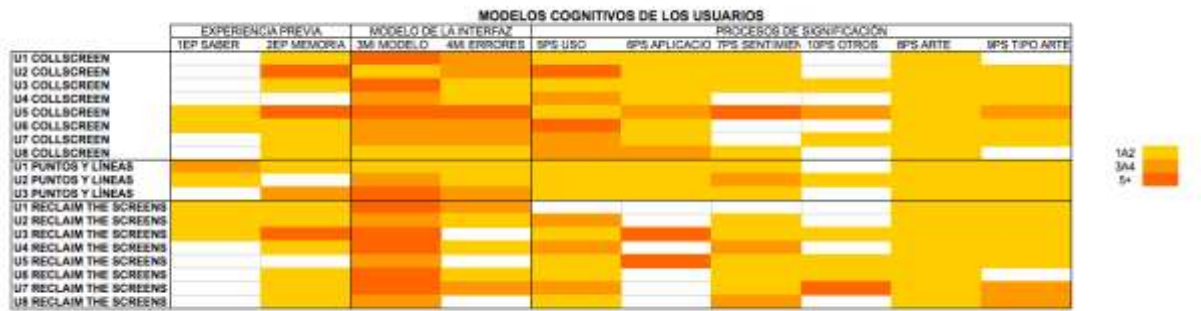 MODELOS COGNITIVOS DE LOS USUARIOS
EXPERIENCIA PREVIA MODELO DE LA INTERFAZ PROCESOS DE SIGNIFICACIÓN
1EP SABER 2EP MEMORIA 3MI MODELO 4MI ERRORES 5PS USO 6PS APLICACIO 7PS SENTIMIEN 10PS OTROS 8PS ARTE 9PS TIPO ARTE
U1 COLLSCREEN
U2 COLLSCREEN
U3 COLLSCREEN
U4 COLLSCREEN
U5 COLLSCREEN
U6 COLLSCREEN
U7 COLLSCREEN
U8 COLLSCREEN
U1 PUNTOS Y LÍNEAS
U2 PUNTOS Y LÍNEAS
U3 PUNTOS Y LÍNEAS
U1 RECLAIM THE SCREENS
U2 RECLAIM THE SCREENS
U3 RECLAIM THE SCREENS
U4 RECLAIM THE SCREENS
U5 RECLAIM THE SCREENS
U6 RECLAIM THE SCREENS
U7 RECLAIM THE SCREENS
U8 RECLAIM THE SCREENS
1A2
3A4
5+